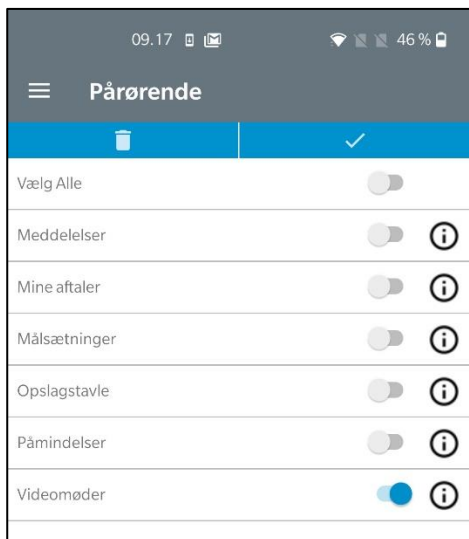 09.17 46 %
Pårørende
Vælg Alle
Meddelelser
Mine aftaler
Målsætninger
Opslagstavle
Påmindelser
Videomøder